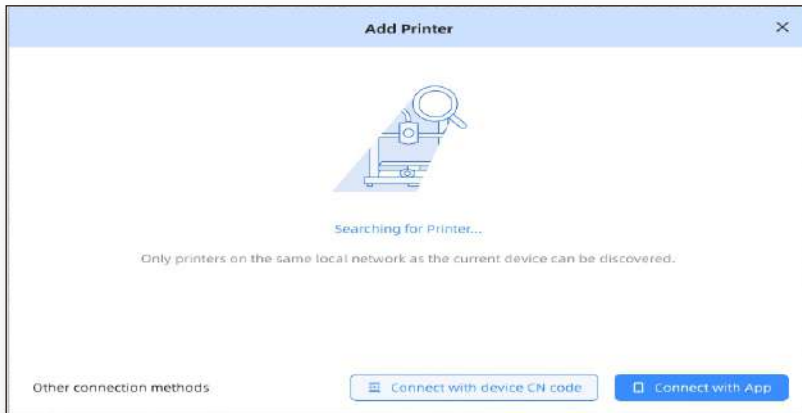 Add Printer
Searching for Printer...
Only printers on the same local network as the current device can be discovered.
Other connection methods
Connect with device CN code
Connect with App